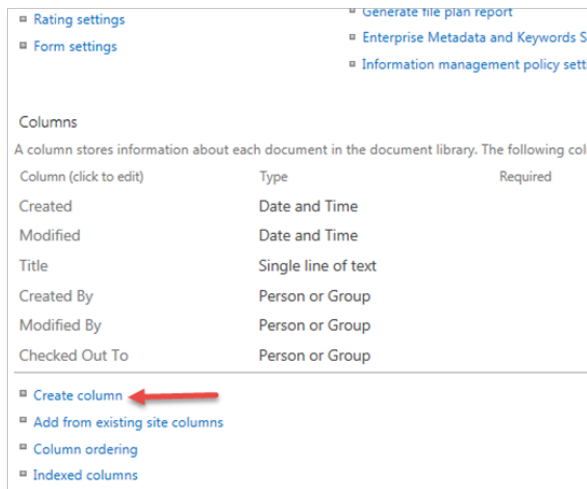 Rating settings
Form settings
Generate file plan report
Enterprise Metadata and Keywords S
Information management policy sett
Columns
A column stores information about each document in the document library. The following col
Column (click to edit) Type Required
Created Date and Time
Modified Date and Time
Title Single line of text
Created By Person or Group
Modified By Person or Group
Checked Out To Person or Group
Create column
Add from existing site columns
Column ordering
Indexed columns